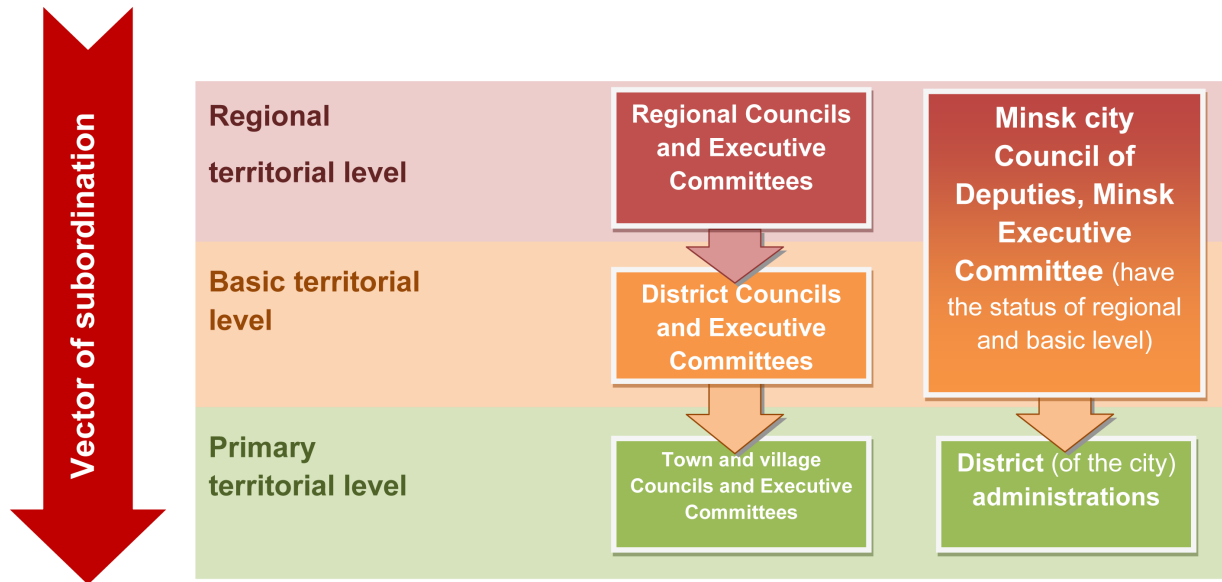 Vector of subordination
Regional
territorial level
Regional Councils
and Executive
Committees
Minsk city
Council of
Deputies, Minsk
Executive
Committee (have
the status of regional
and basic level)
Basic territorial
level
District Councils
and Executive
Committees
Primary
territorial level
Town and village
Councils and Executive
Committees
District (of the city)
administrations